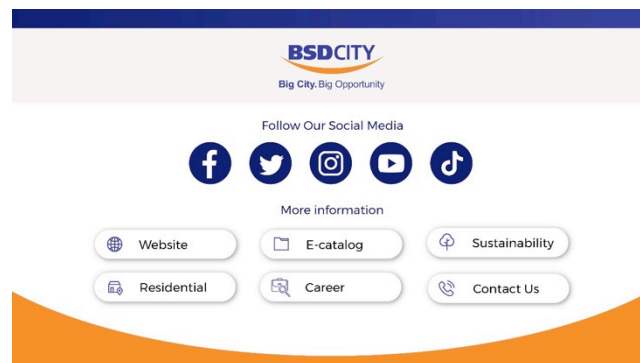 BSDCITY
Big City. Big Opportunity
Follow Our Social Media
More information
Website
E-catalog
Sustainability
Residential
Career
Contact Us